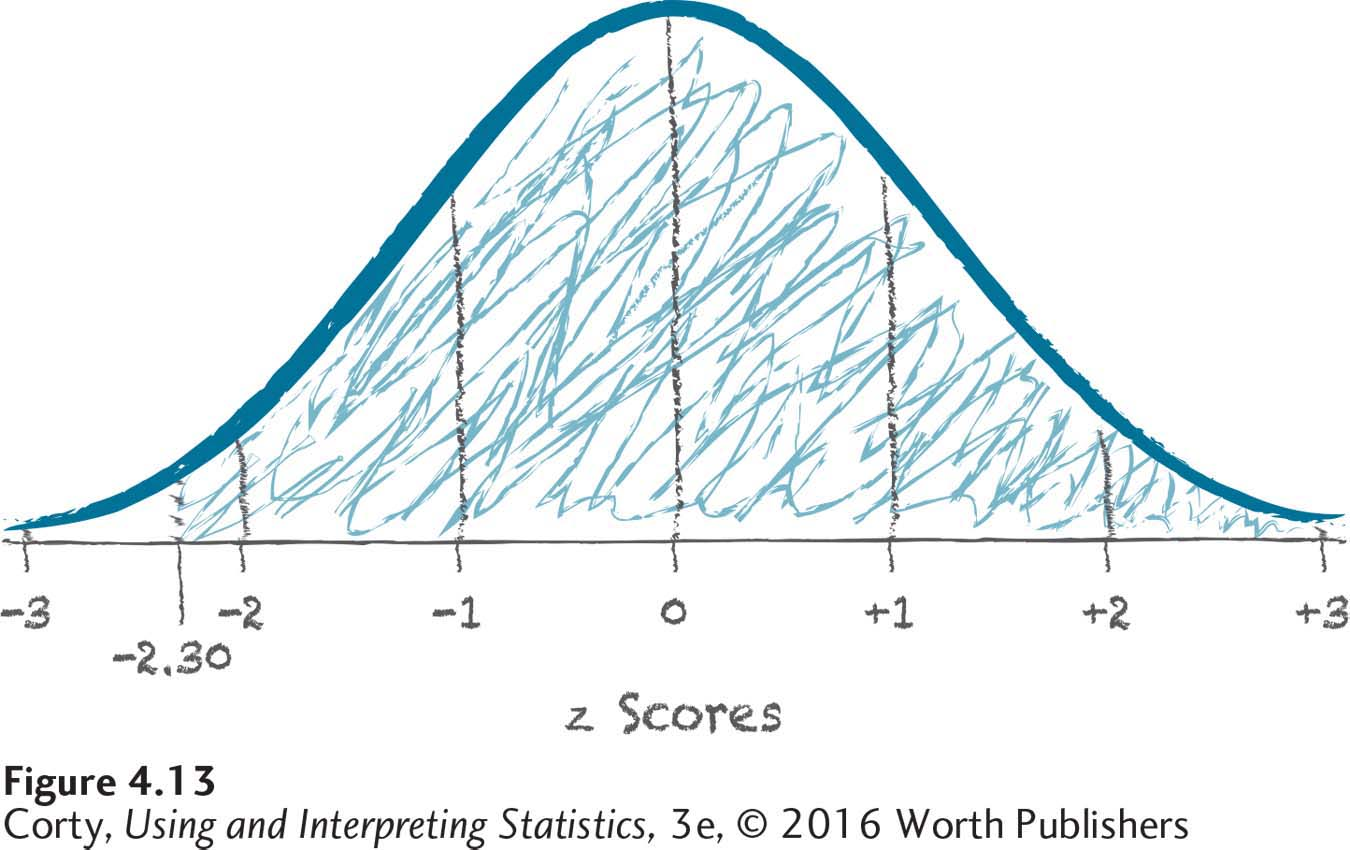 −3 −2 −1 0 +1 +2 +3
−2.30
z Scores
Figure 4.13
Corty, Using and Interpreting Statistics, 3e, © 2016 Worth Publishers